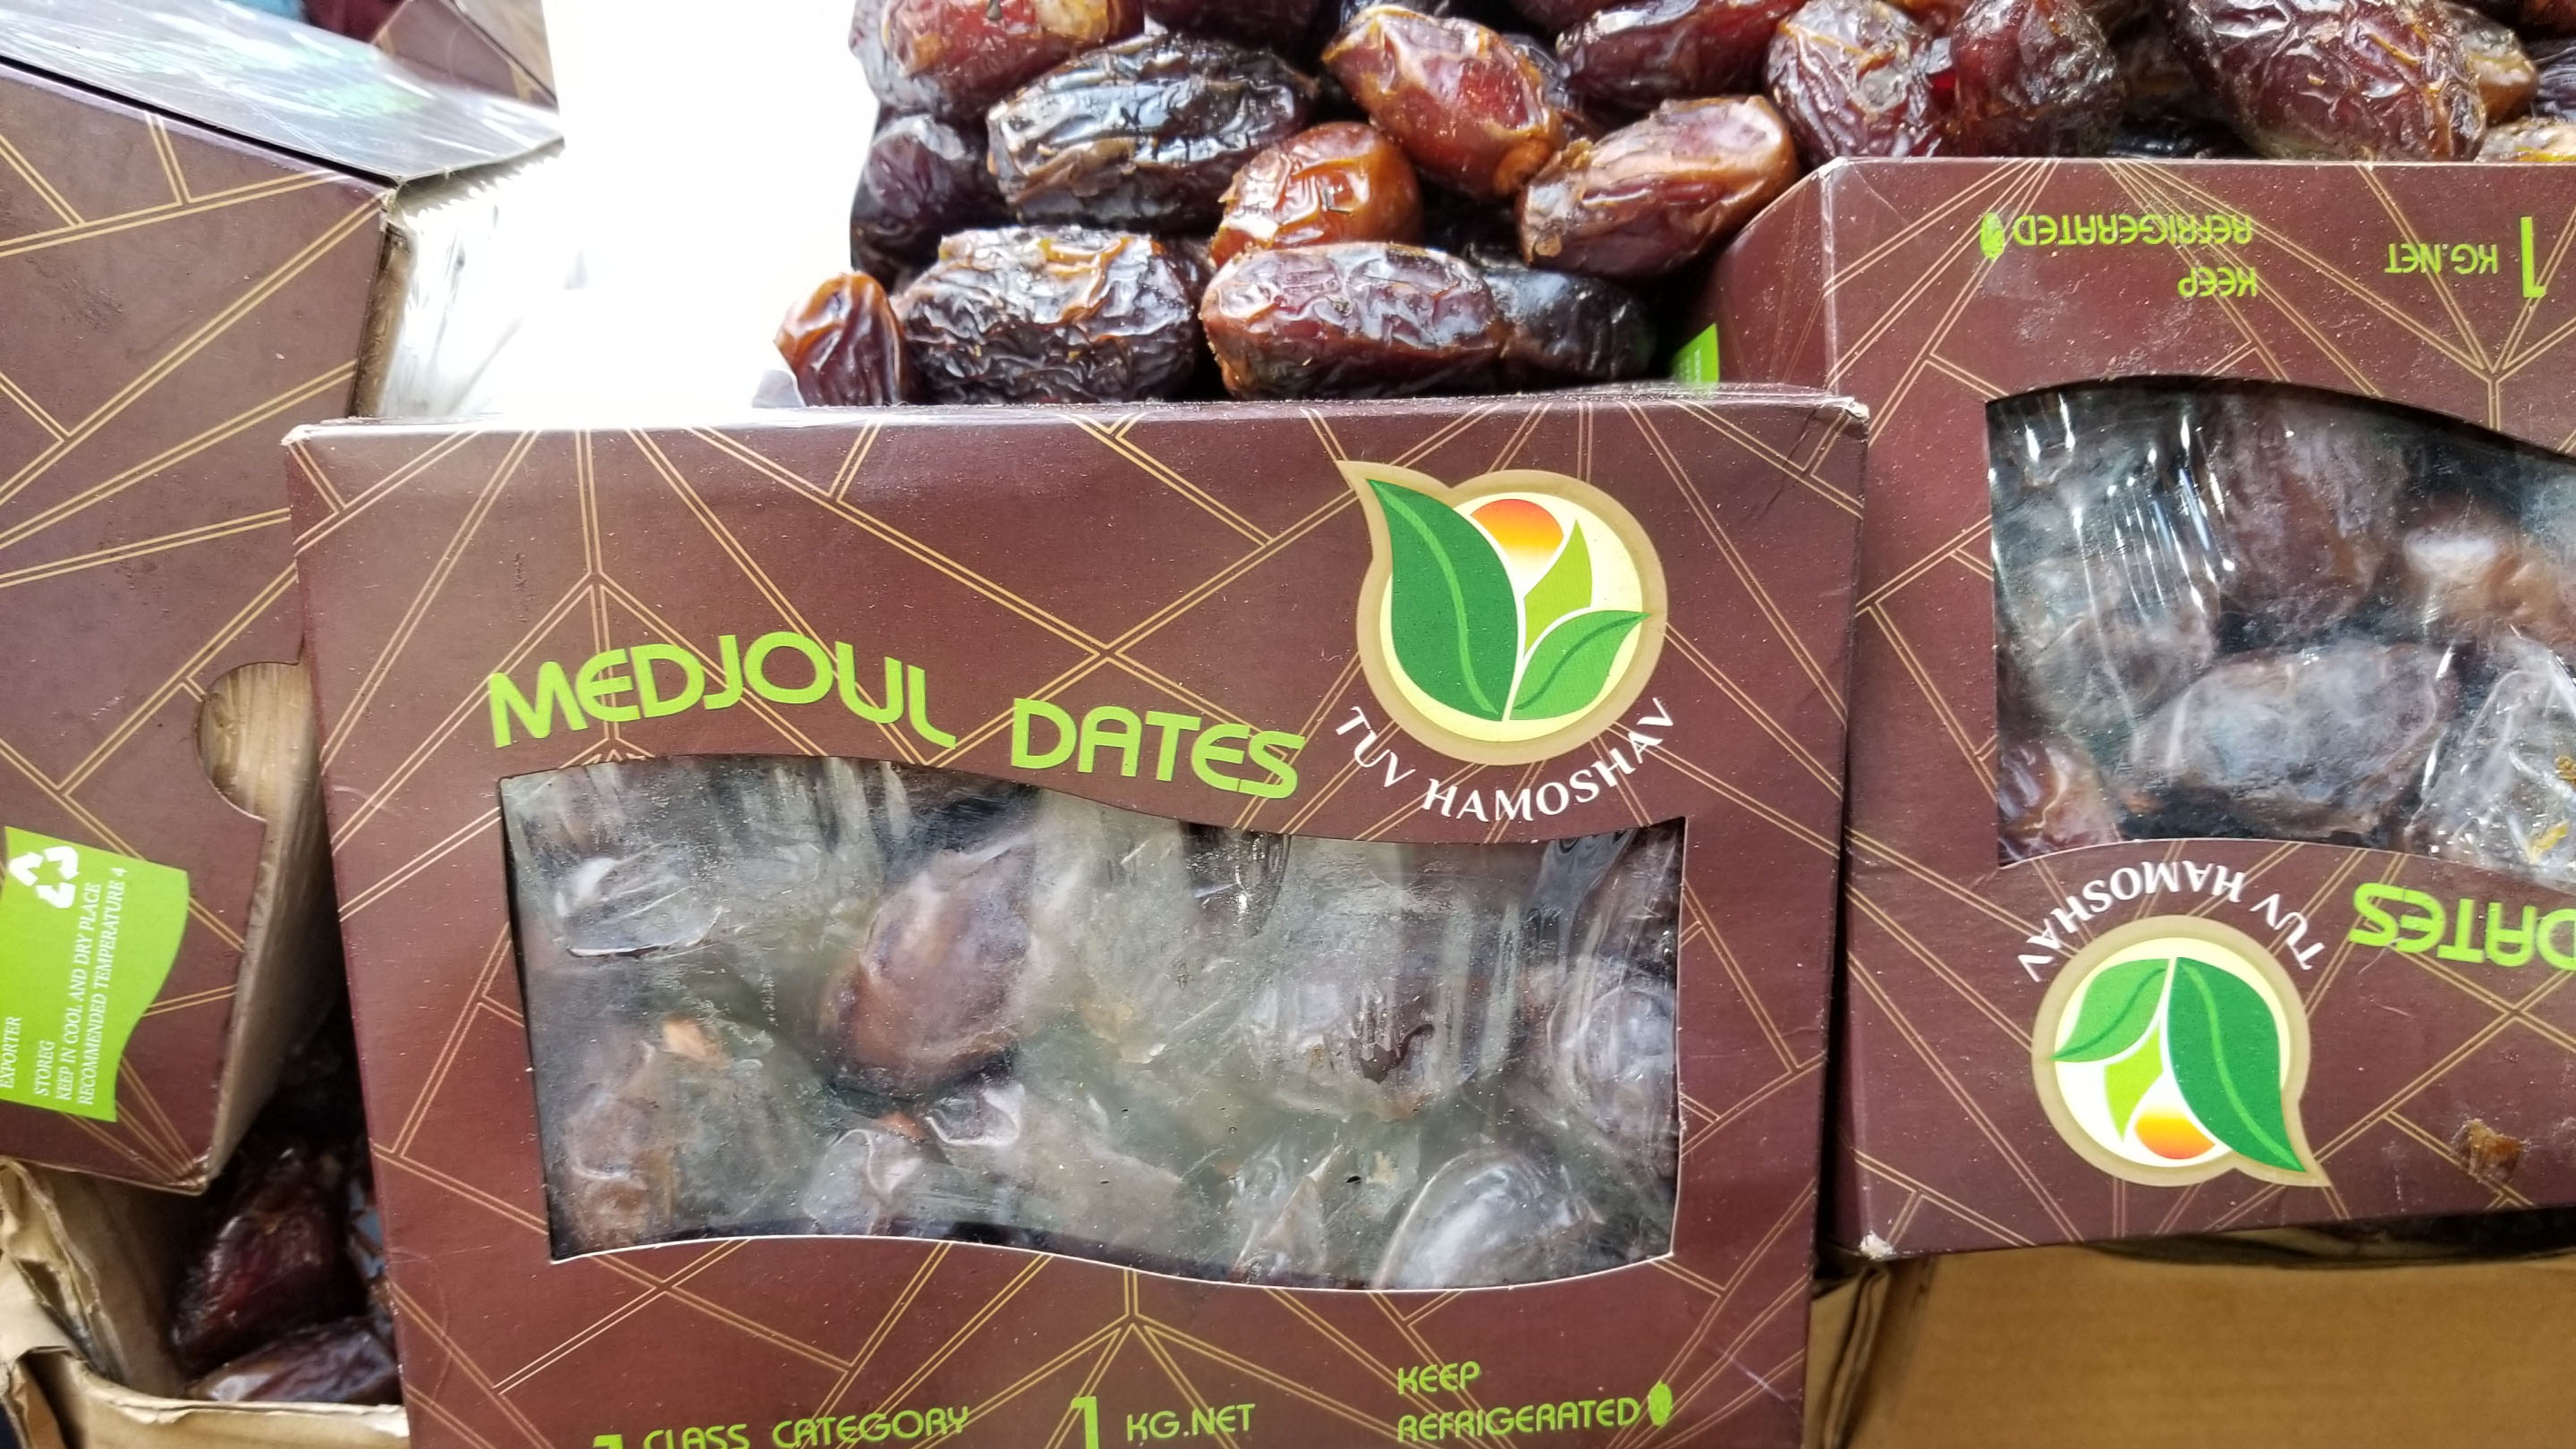 MEDJOUL DATES
TUV HAMOSHAV
CLASS CATEGORY
1 KG.NET
KEEP
REFRIGERATED
EXPORTER
STOREG
KEEP IN COOL AND DRY PLACE
RECOMMENDED TEMPERATURE 4
1 KG.NET
KEEP
REFRIGERATED
DATES
TUV HAMOSHAV